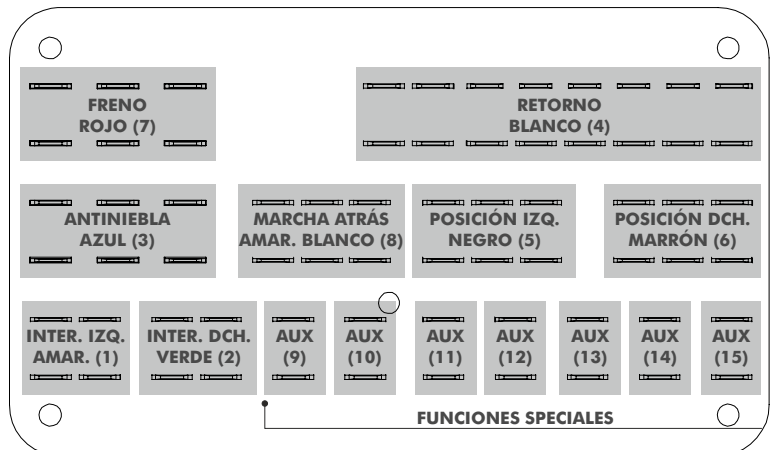 FRENO
ROJO (7)
RETORNO
BLANCO (4)
ANTINIEBLA
AZUL (3)
MARCHA ATRÁS
AMAR. BLANCO (8)
POSICIÓN IZQ.
NEGRO (5)
POSICIÓN DCH.
MARRÓN (6)
INTER. IZQ.
AMAR. (1)
INTER. DCH.
VERDE (2)
AUX
(9)
AUX
(10)
AUX
(11)
AUX
(12)
AUX
(13)
AUX
(14)
AUX
(15)
FUNCIONES SPECIALES